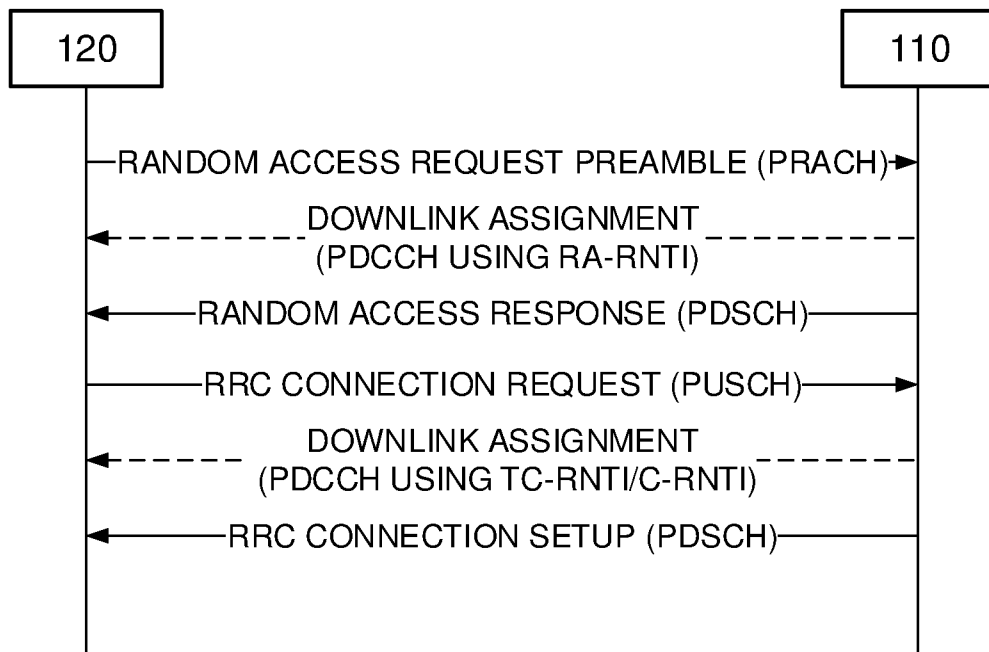 120
110
RANDOM ACCESS REQUEST PREAMBLE (PRACH)
DOWNLINK ASSIGNMENT
(PDCCH USING RA-RNTI)
RANDOM ACCESS RESPONSE (PDSCH)
RRC CONNECTION REQUEST (PUSCH)
DOWNLINK ASSIGNMENT
(PDCCH USING TC-RNTI/C-RNTI)
RRC CONNECTION SETUP (PDSCH)